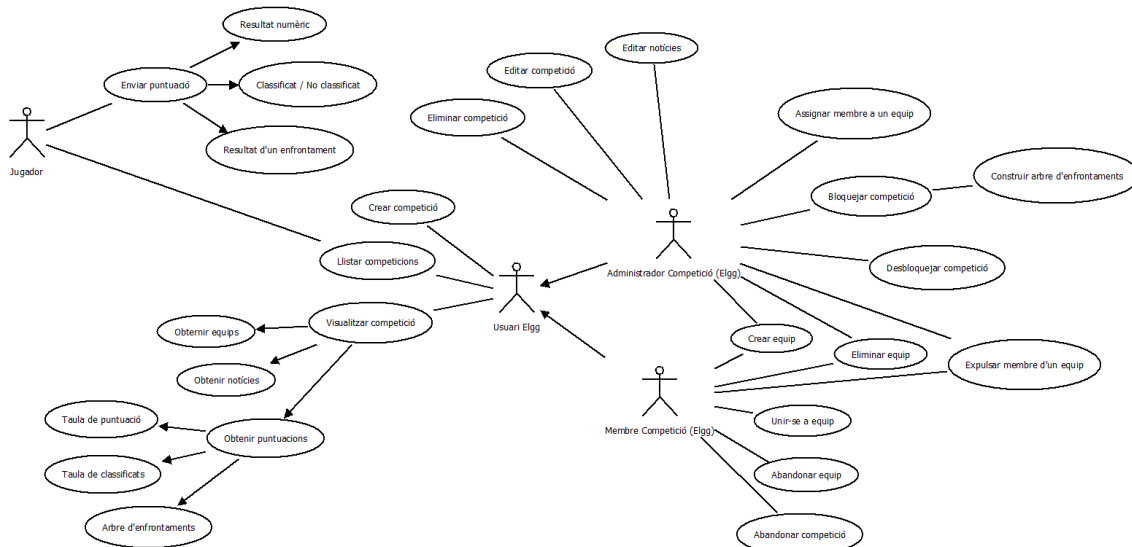 Resultat numèric
Editar notícies
Editar competició
Enviar puntuació
Classificat / No classificat
Eliminar competició
Assignar membre a un equip
Resultat d'un enfrontament
Jugador
Construir arbre d'enfrontaments
Bloquejar competició
Crear competició
Llistar competicions
Desbloquejar competició
Administrador Competició (Elgg)
Visualitzar competició
Usuari Elgg
Obternir equips
Crear equip
Eliminar equip
Expulsar membre d'un equip
Obtenir notícies
Taula de puntuació
Unir-se a equip
Membre Competició (Elgg)
Obtenir puntuacions
Taula de classificats
Abandonar equip
Arbre d'enfrontaments
Abandonar competició